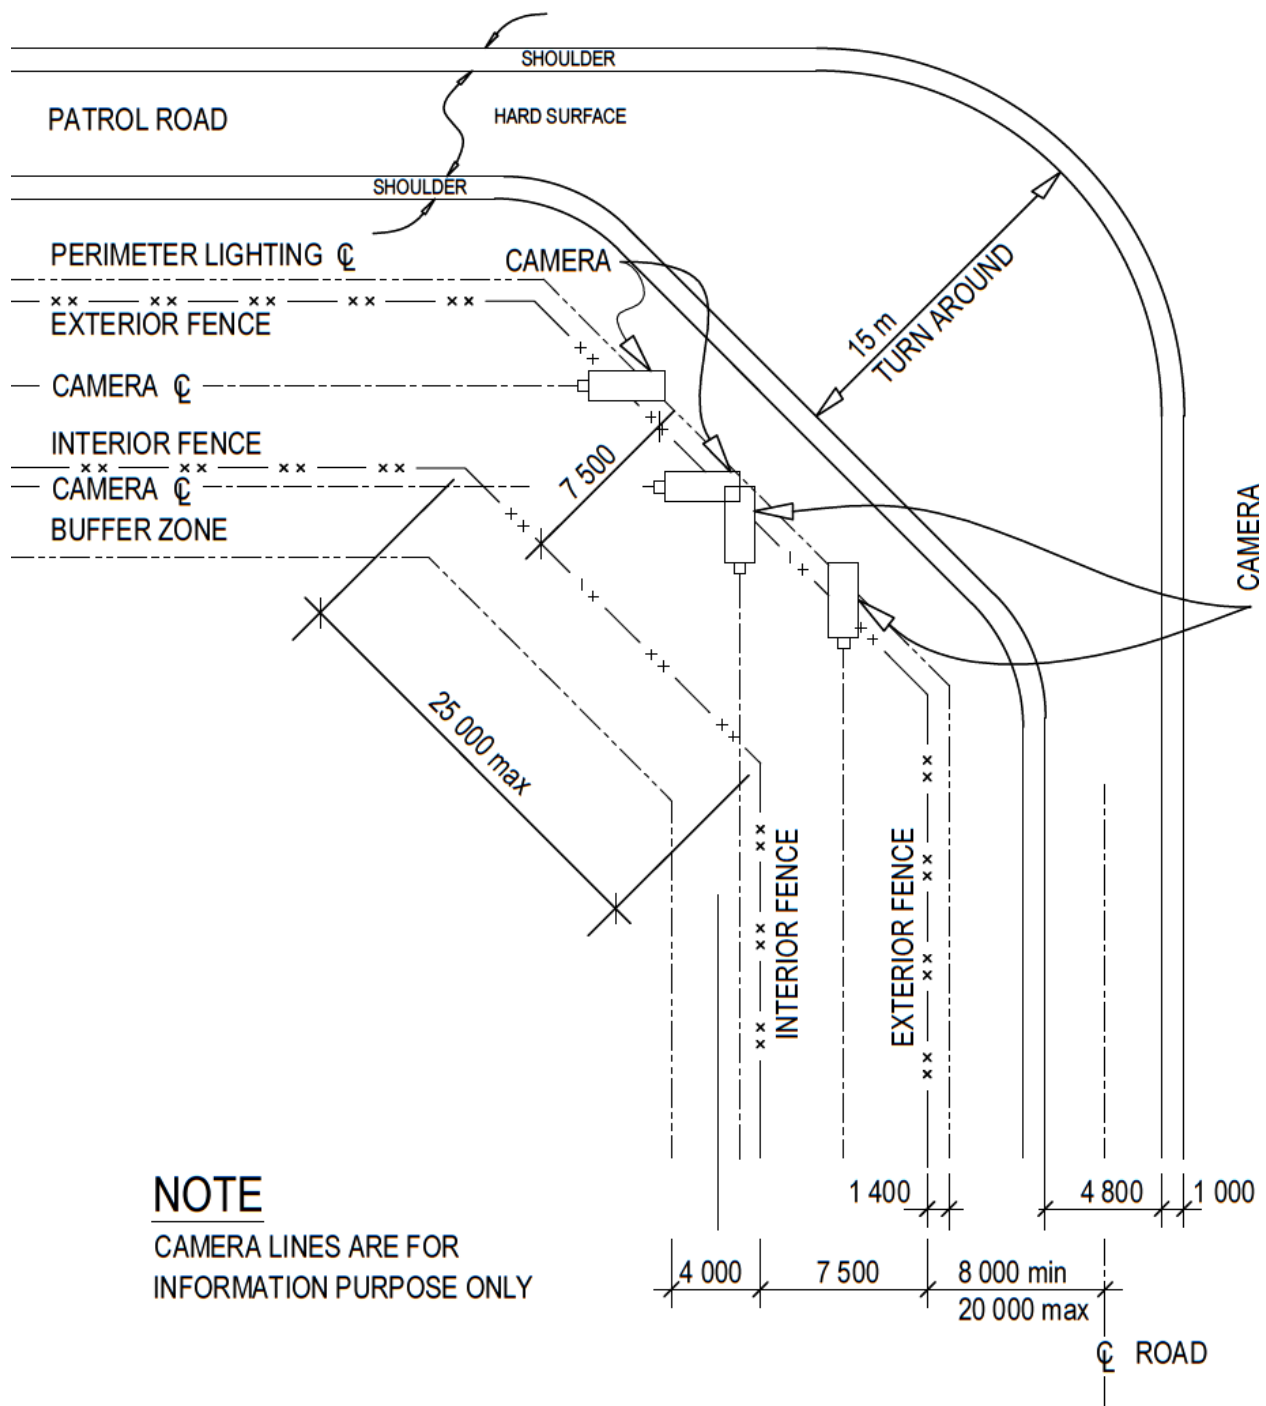 SHOULDER
PATROL ROAD
HARD SURFACE
SHOULDER
PERIMETER LIGHTING ℄
CAMERA
EXTERIOR FENCE
15 m
TURN AROUND
CAMERA ℄
INTERIOR FENCE
7 500
CAMERA ℄
BUFFER ZONE
CAMERA
25 000 max
INTERIOR FENCE
EXTERIOR FENCE
NOTE
CAMERA LINES ARE FOR
INFORMATION PURPOSE ONLY
1 400
4 800
1 000
4 000
7 500
8 000 min
20 000 max
℄ ROAD